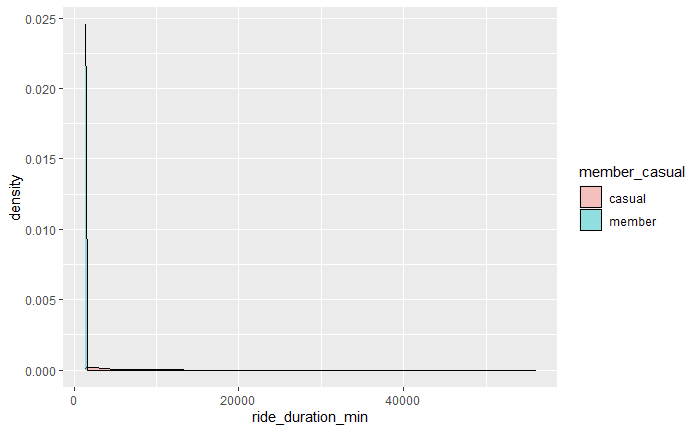 0.025
0.020
0.015
0.010
0.005
0.000
density
0 20000 40000
ride_duration_min
member_casual
casual
member